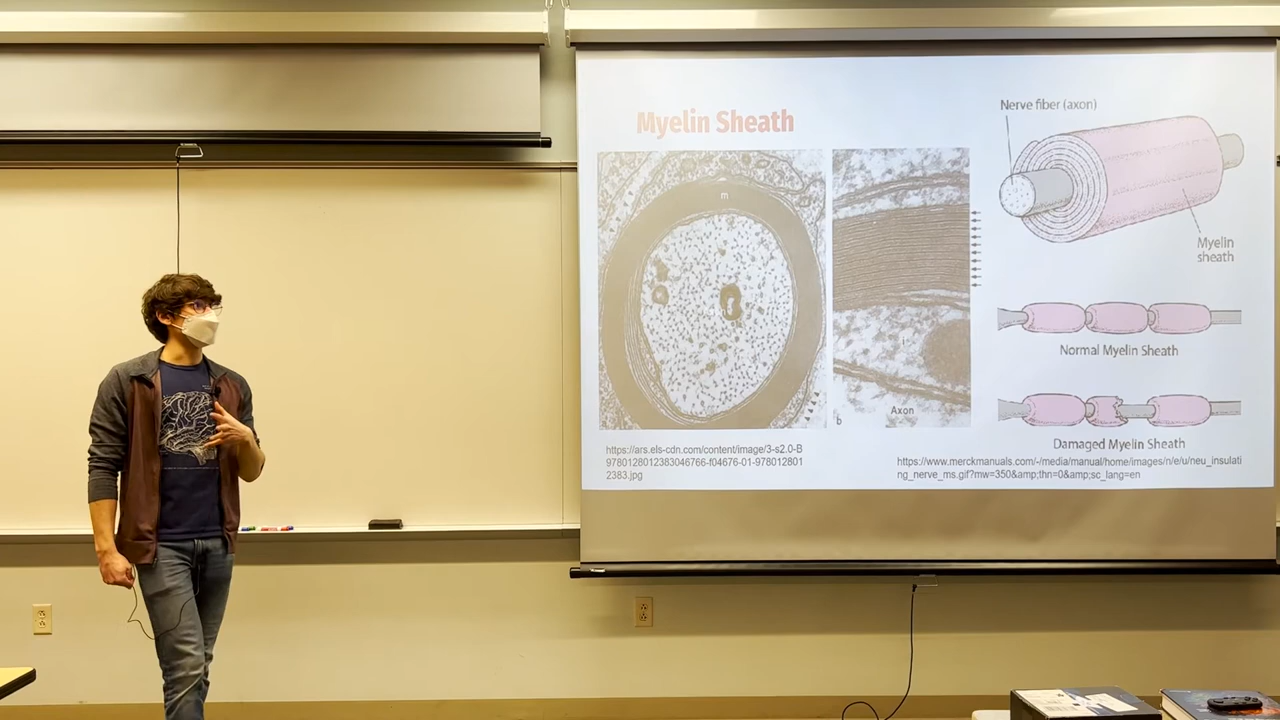 Myelin Sheath
m
b
Axon
Nerve fiber (axon)
Myelin
sheath
Normal Myelin Sheath
Damaged Myelin Sheath
https://ars.els-cdn.com/content/image/3-s2.0-B
9780128012383046766-f04676-01-978012801
2383.jpg
https://www.merckmanuals.com/-/media/manual/home/images/n/e/u/neu_insulati
ng_nerve_ms.gif?mw=350&amp;thn=0&amp;sc_lang=en